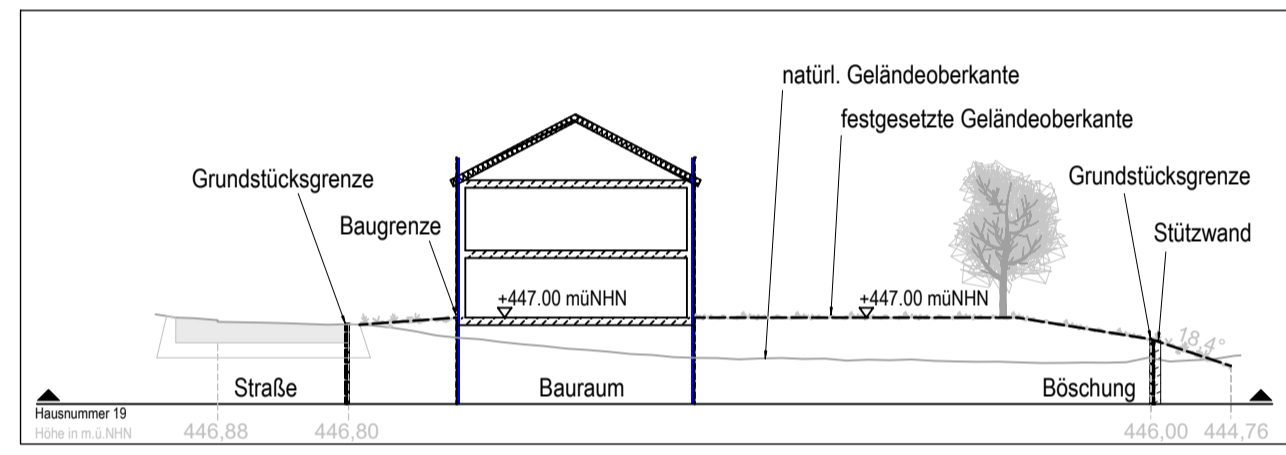 natürl. Geländeoberkante
festgesetzte Geländeoberkante
Grundstücksgrenze
Grundstücksgrenze
Baugrenze
Stützwand
+447.00 müNHN
+447.00 müNHN
18.4°
Straße
Bauraum
Böschung
Hausnummer 19
Höhe in m.ü.NHN
446,88
446,80
446,00
444,76